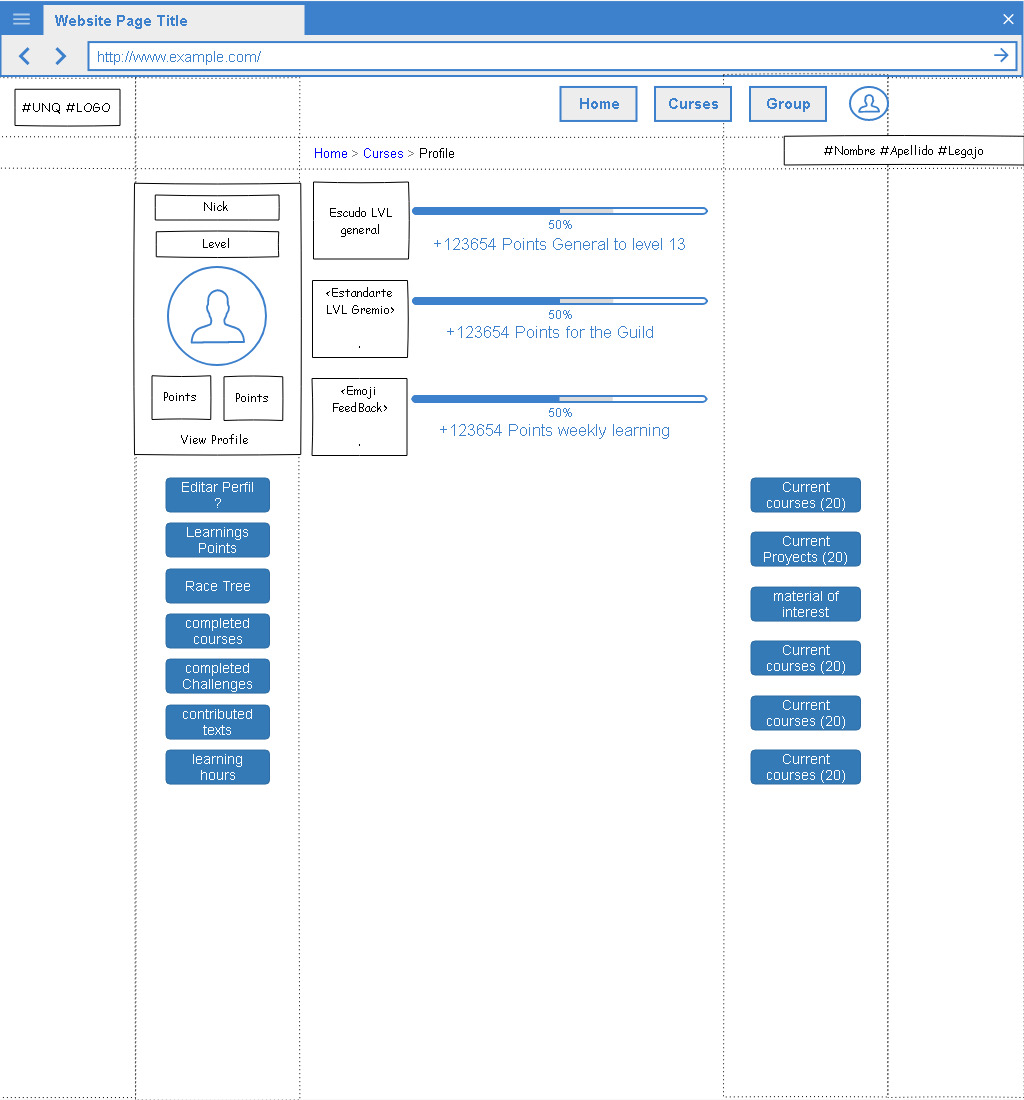 Website Page Title
http://www.example.com/
#UNQ #LOGO
Home
Curses
Group
Home > Curses > Profile
#Nombre #Apellido #Legajo
Nick
Level
Points
Points
View Profile
Escudo LVL
general
50%
+123654 Points General to level 13
<Estandarte
LVL Gremio>
.
50%
+123654 Points for the Guild
<Emoji
FeedBack>
.
50%
+123654 Points weekly learning
Editar Perfil
?
Learnings
Points
Race Tree
completed
courses
completed
Challenges
contributed
texts
learning
hours
Current
courses (20)
Current
Proyects (20)
material of
interest
Current
courses (20)
Current
courses (20)
Current
courses (20)